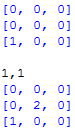 [0, 0, 0]
[0, 0, 0]
[1, 0, 0]
1,1
[0, 0, 0]
[0, 2, 0]
[1, 0, 0]